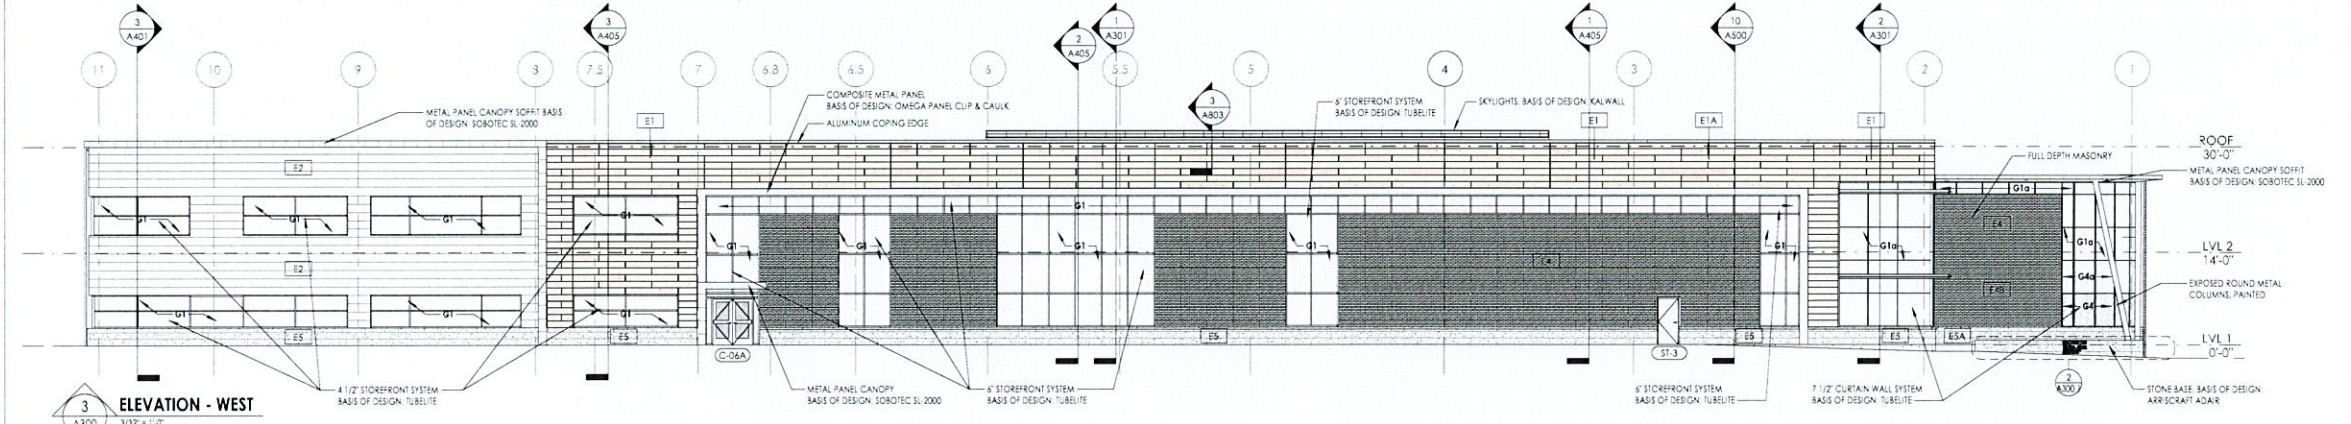 3
A401
3
A405
2
A405
1
A301
1
A405
10
A500
2
A301
11
10
9
8
7.5
7
6.8
6.5
6
5.5
5
4
3
2
1
3
A803
METAL PANEL CANOPY SOFFIT BASIS
OF DESIGN: SOBOTEC SL-2000
COMPOSITE METAL PANEL
BASIS OF DESIGN: OMEGA PANEL CLIP & CAULK
ALUMINUM COPING EDGE
6" STOREFRONT SYSTEM
BASIS OF DESIGN: TUBELITE
SKYLIGHTS. BASIS OF DESIGN: KALWALL
E1
E1
E1A
E1
ROOF
30'-0"
FULL DEPTH MASONRY
METAL PANEL CANOPY SOFFIT
BASIS OF DESIGN: SOBOTEC SL-2000
E2
G1a
G1
G1
G1
G1
G1
E4
G1
G1
G1
G1
G1
G1a
G1a
LVL 2
14'-0"
E2
E4
G4a
E4B
EXPOSED ROUND METAL
COLUMNS, PAINTED
G1
G1
G1
G4
E5
E5
E5
E5
E5
E5A
LVL 1
0'-0"
C-06A
ST-3
2
A300
4 1/2" STOREFRONT SYSTEM
BASIS OF DESIGN: TUBELITE
METAL PANEL CANOPY
BASIS OF DESIGN: SOBOTEC SL-2000
6" STOREFRONT SYSTEM
BASIS OF DESIGN: TUBELITE
6" STOREFRONT SYSTEM
BASIS OF DESIGN: TUBELITE
7 1/2" CURTAIN WALL SYSTEM
BASIS OF DESIGN: TUBELITE
STONE BASE. BASIS OF DESIGN:
ARRISCRAFT ADAIR
3
A300
ELEVATION - WEST
3/32" = 1'-0"